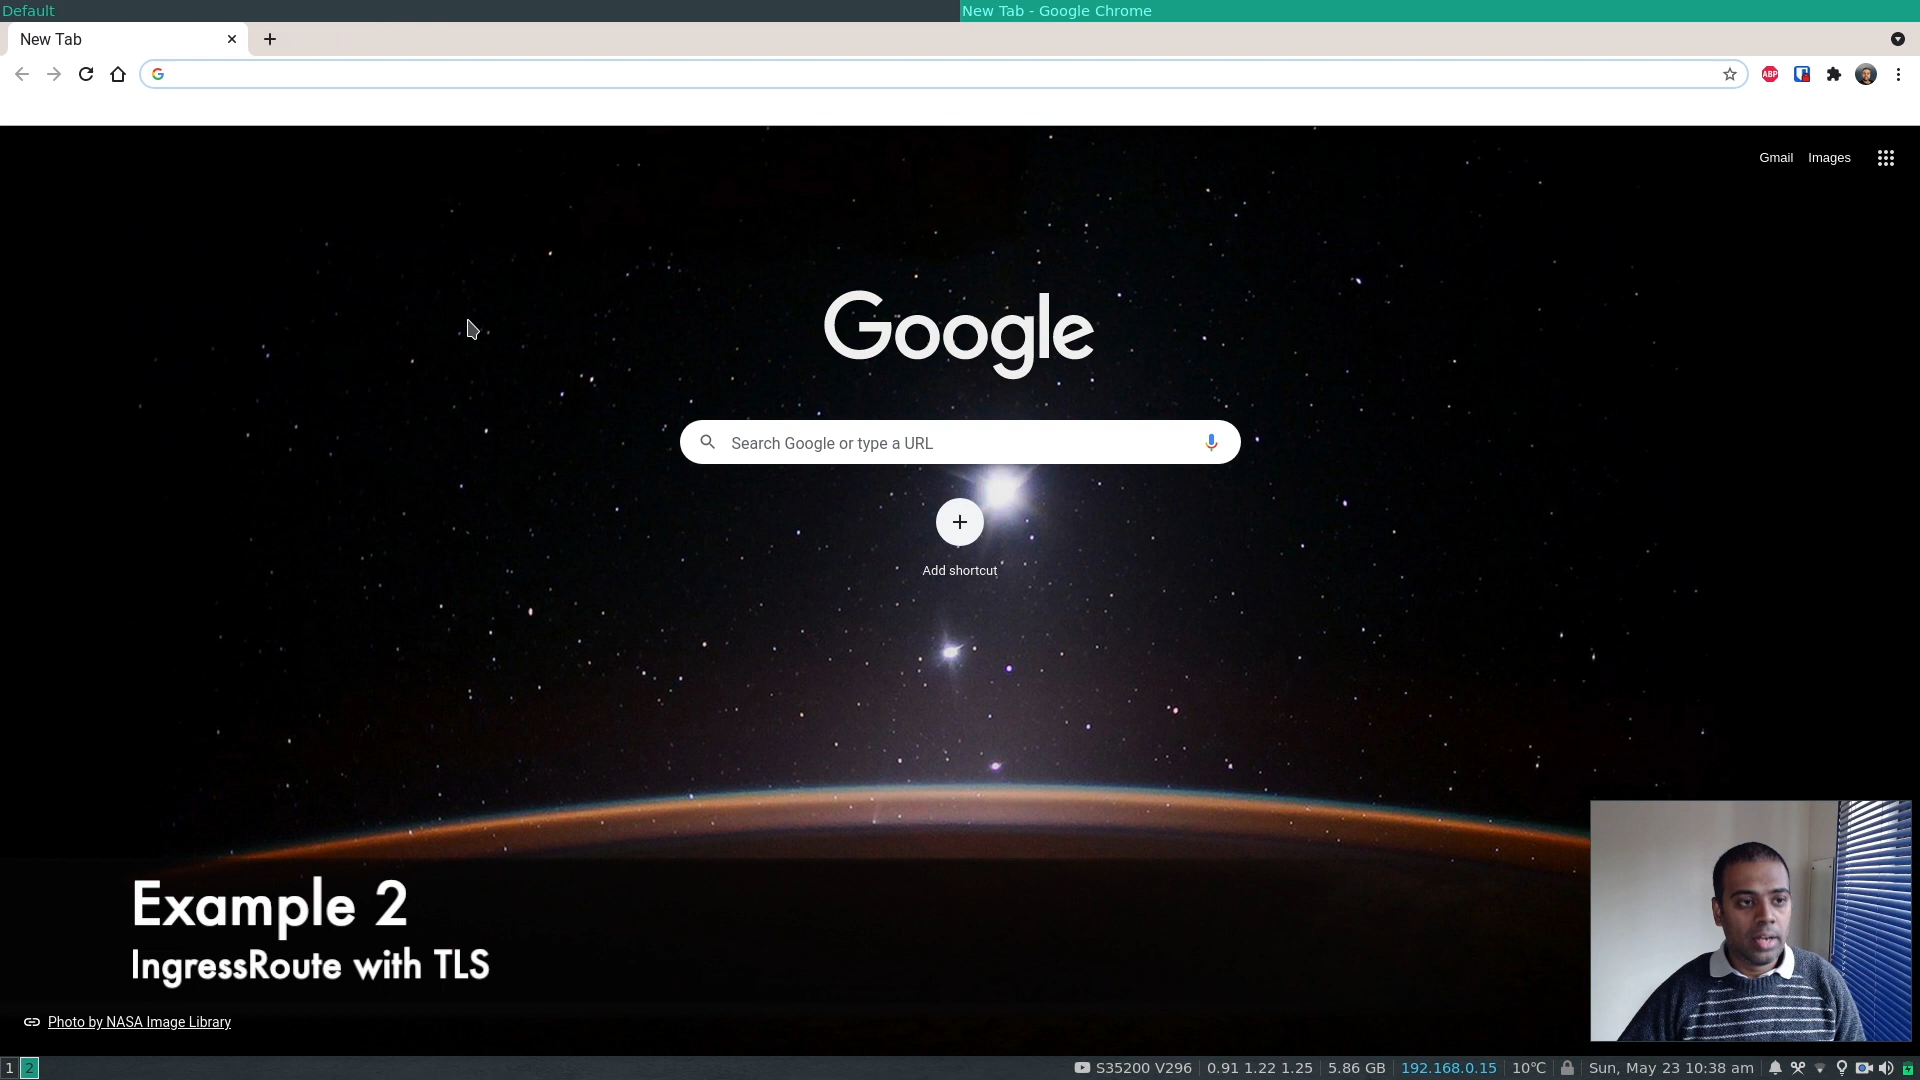 Default
New Tab - Google Chrome
New Tab
ABP
Gmail Images
Google
Search Google or type a URL
Add shortcut
Example 2
IngressRoute with TLS
Photo by NASA Image Library
1 2
S35200 V296 0.91 1.22 1.25 5.86 GB 192.168.0.15 10°C Sun, May 23 10:38 am